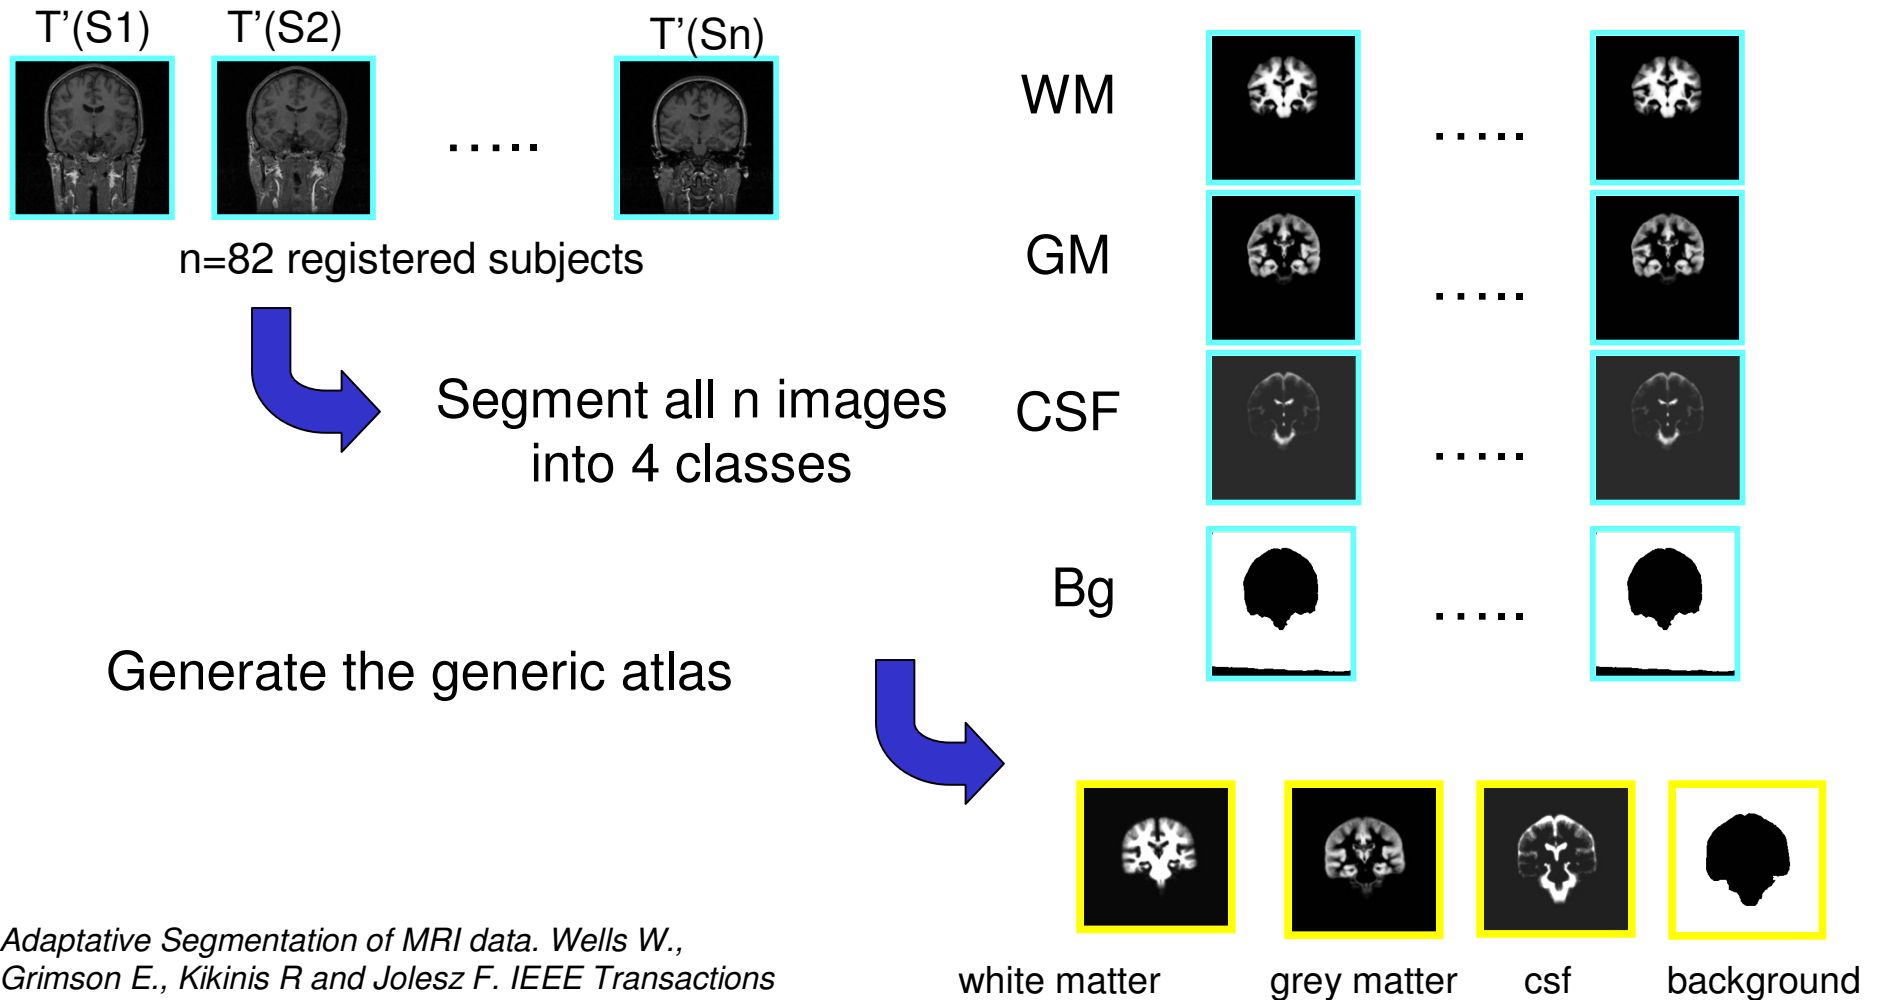 T’(S1) T’(S2) T’(Sn)
.....
n=82 registered subjects
Segment all n images
into 4 classes
WM .....
GM .....
CSF .....
Bg .....
Generate the generic atlas
white matter grey matter csf background
Adaptative Segmentation of MRI data. Wells W.,
Grimson E., Kikinis R and Jolesz F. IEEE Transactions